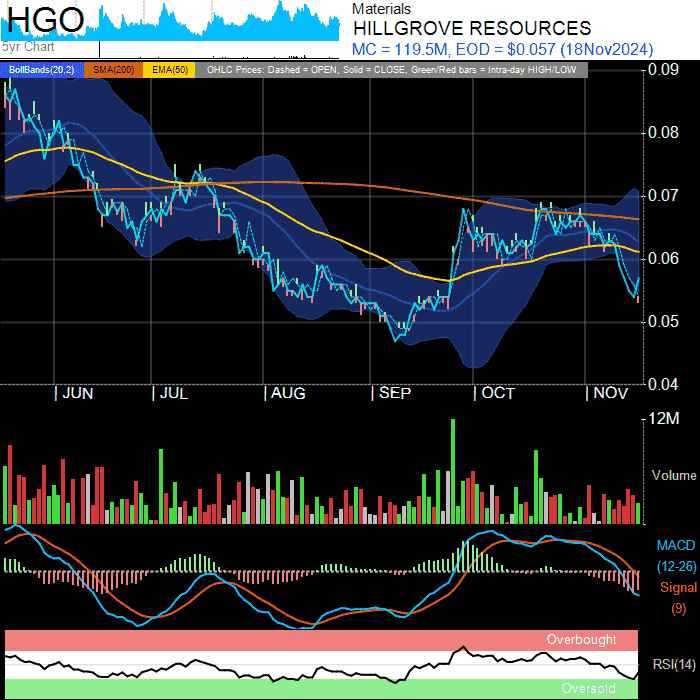 HGO
5yr Chart
Materials
HILLGROVE RESOURCES
MC = 119.5M, EOD = $0.057 (18Nov2024)
BollBands(20,2) SMA(200) EMA(50) OHLC Prices: Dashed = OPEN, Solid = CLOSE, Green/Red bars = Intra-day HIGH/LOW
0.09
0.08
0.07
0.06
0.05
0.04
JUN JUL AUG SEP OCT NOV
12M
Volume
MACD
(12-26)
Signal
(9)
Overbought
RSI(14)
Oversold